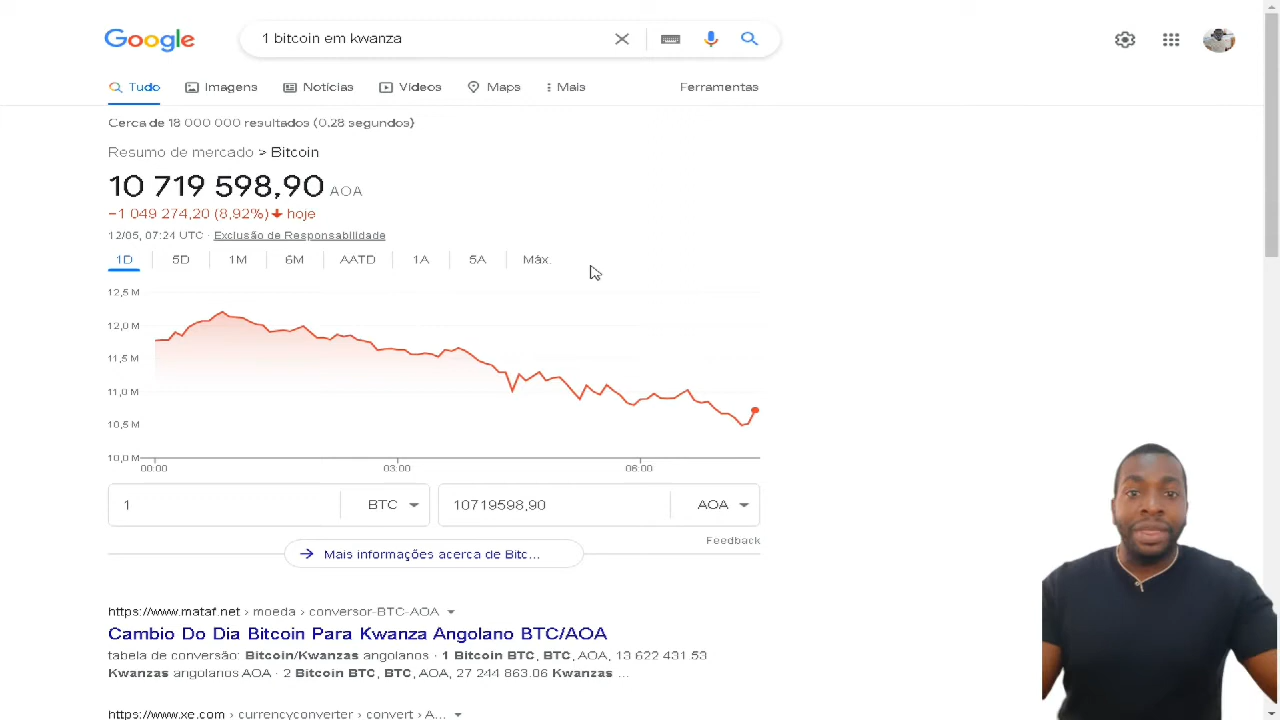 Google
1 bitcoin em kwanza
Tudo
Imagens
Notícias
Vídeos
Maps
Mais
Ferramentas
Cerca de 18 000 000 resultados (0.28 segundos)
Resumo de mercado > Bitcoin
10 719 598,90 AOA
−1 049 274,20 (8,92%) hoje
12/05, 07:24 UTC · Exclusão de Responsabilidade
1D
5D
1M
6M
AATD
1A
5A
Máx.
12,5 M
12,0 M
11,5 M
11,0 M
10,5 M
10,0 M
00:00
03:00
06:00
1
BTC
10719598,90
AOA
Feedback
Mais informações acerca de Bitc...
https://www.mataf.net › moeda › conversor-BTC-AOA
Cambio Do Dia Bitcoin Para Kwanza Angolano BTC/AOA
tabela de conversão: Bitcoin/Kwanzas angolanos · 1 Bitcoin BTC, BTC, AOA, 13 622 431 53
Kwanzas angolanos AOA · 2 Bitcoin BTC, BTC, AOA, 27 244 863.06 Kwanzas ...
https://www.xe.com › currencyconverter › convert › A...